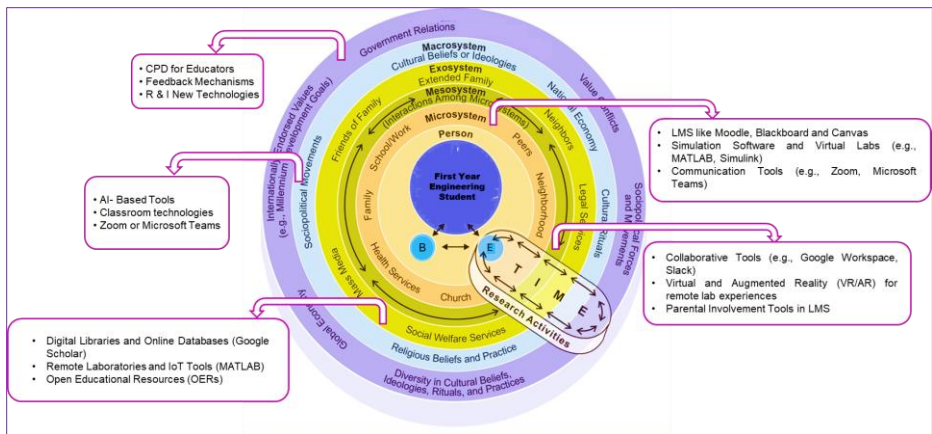 • CPD for Educators
• Feedback Mechanisms
• R & I New Technologies
• AI- Based Tools
• Classroom technologies
• Zoom or Microsoft Teams
• Digital Libraries and Online Databases (Google
Scholar)
• Remote Laboratories and IoT Tools (MATLAB)
• Open Educational Resources (OERs)
Government Relations
Macrosystem
Cultural Beliefs or Ideologies
Exosystem
Extended Family
Mesosystem
(Interactions Among Microsystems)
Microsystem
Person
First Year
Engineering
Student
B
E
School/Work
Peers
Family
Neighborhood
Health Services
Church
Friends of Family
Neighbors
Legal Services
Mass Media
Social Welfare Services
National Economy
Cultural Rituals
Sociopolitical Movements
Religious Beliefs and Practice
Value Conflicts
Sociopolitical Forces
and Movements
Internationally Endorsed Values
(e.g., Millennium Development Goals)
Global Economy
Diversity in Cultural Beliefs,
Ideologies, Rituals, and Practices
T I M E
Research Activities
• LMS like Moodle, Blackboard and Canvas
• Simulation Software and Virtual Labs (e.g.,
MATLAB, Simulink)
• Communication Tools (e.g., Zoom, Microsoft
Teams)
• Collaborative Tools (e.g., Google Workspace,
Slack)
• Virtual and Augmented Reality (VR/AR) for
remote lab experiences
• Parental Involvement Tools in LMS